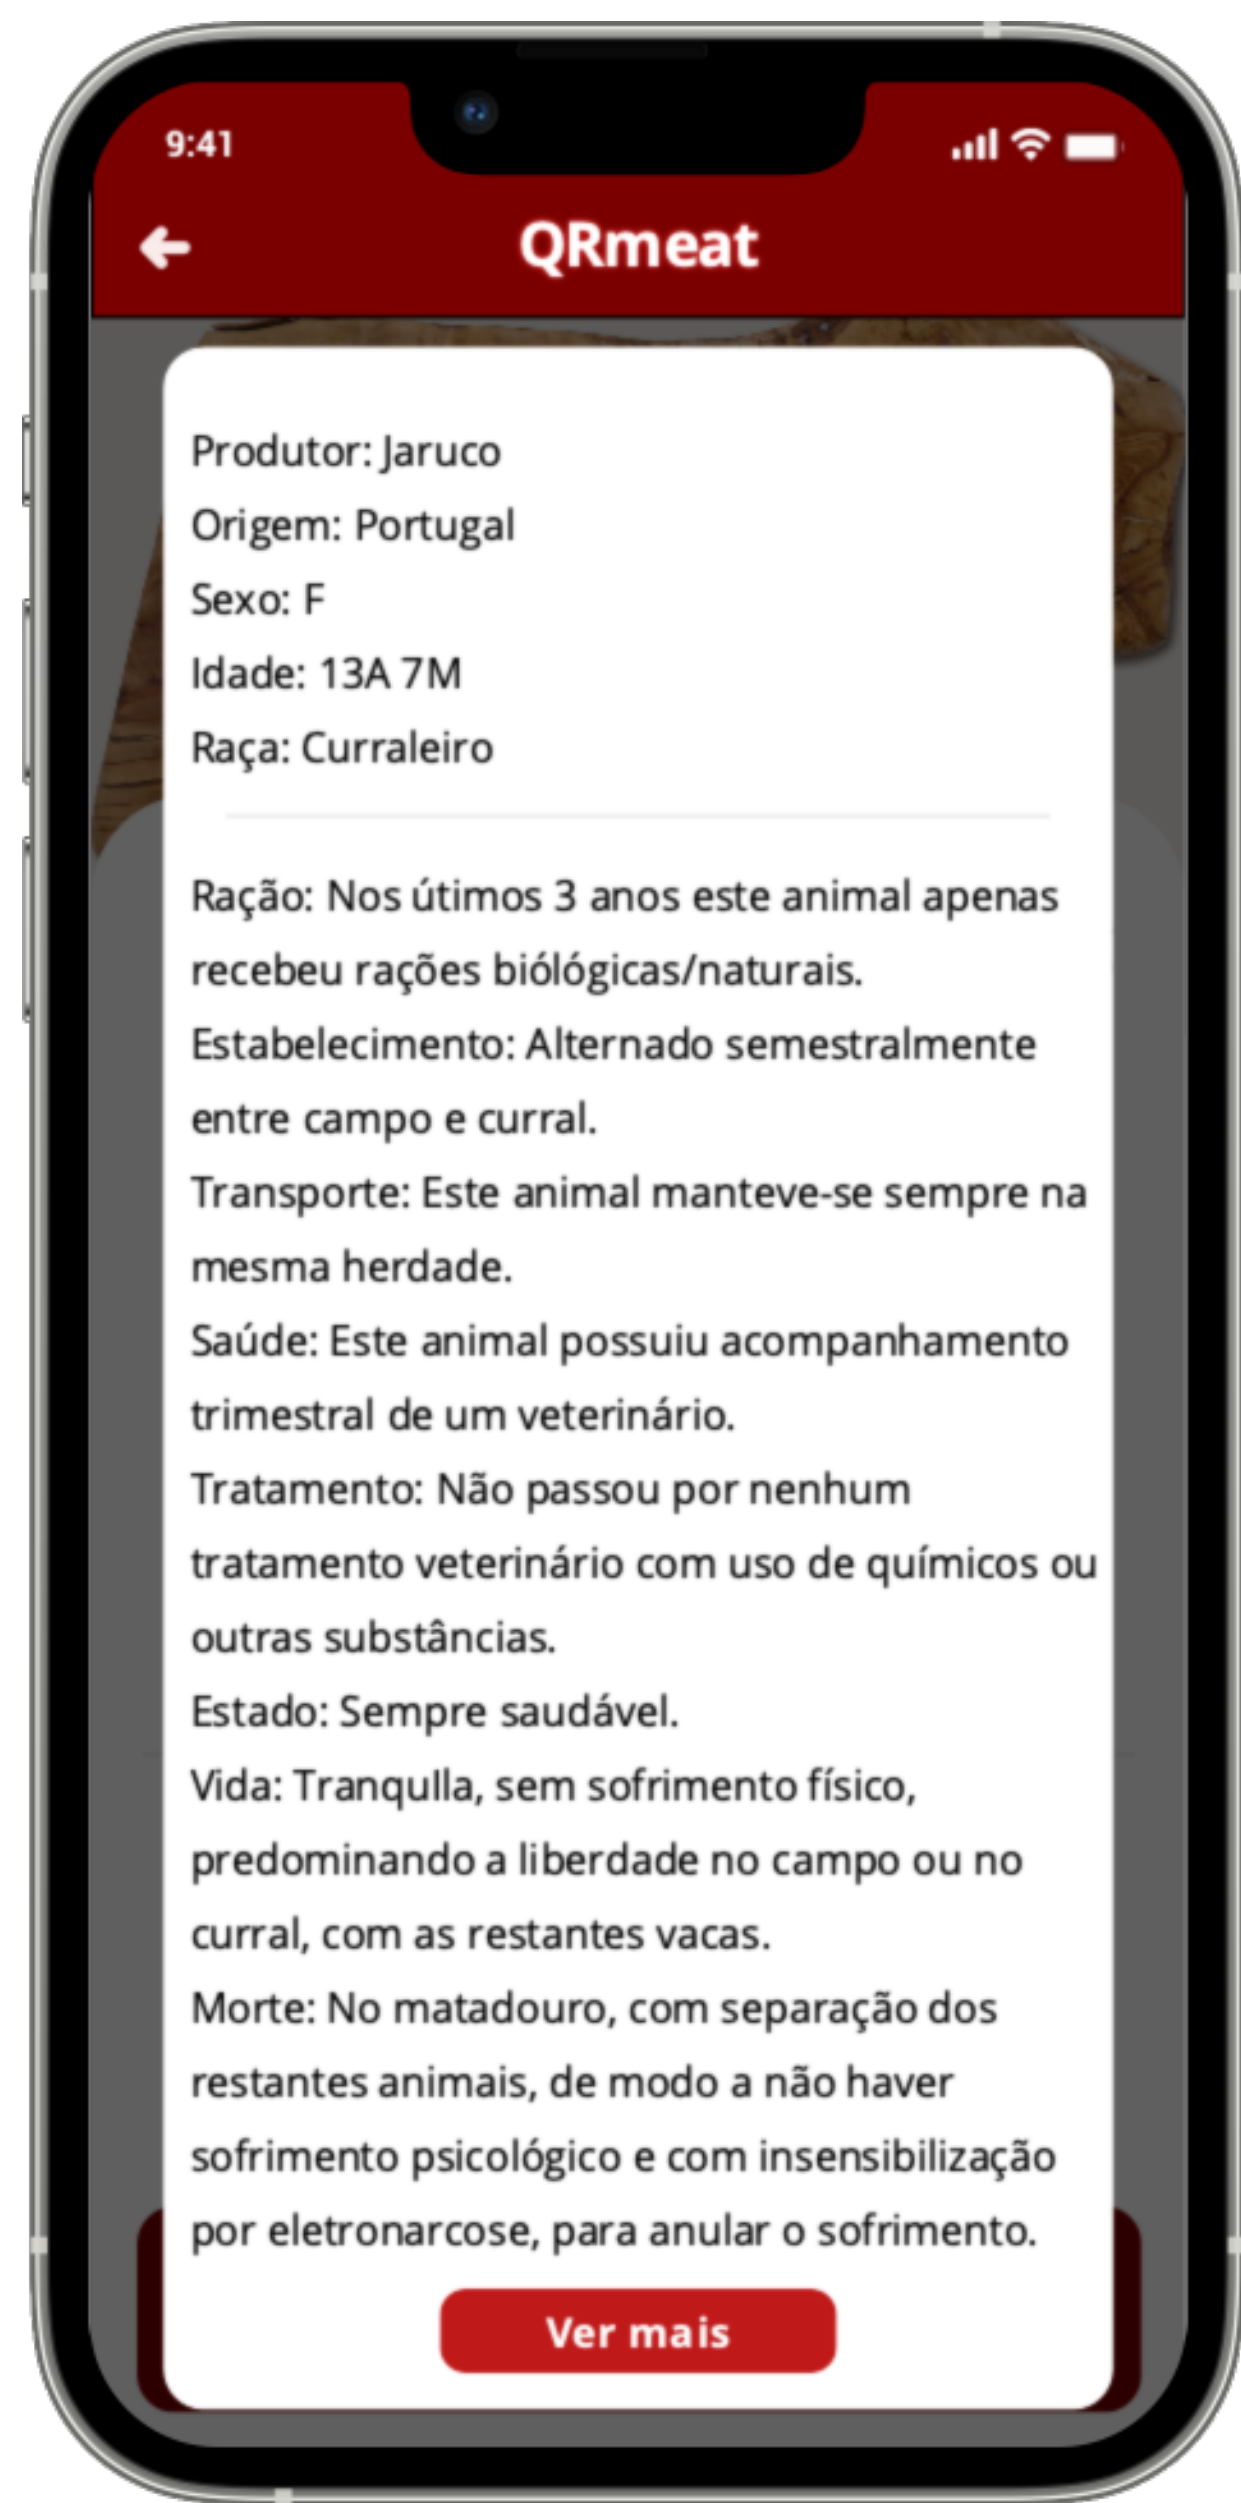 9:41
QRmeat
Produtor: Jaruco
Origem: Portugal
Sexo: F
Idade: 13A 7M
Raça: Curraleiro
Ração: Nos útimos 3 anos este animal apenas
recebeu rações biólógicas/naturais.
Estabelecimento: Alternado semestralmente
entre campo e curral.
Transporte: Este animal manteve-se sempre na
mesma herdade.
Saúde: Este animal possuiu acompanhamento
trimestral de um veterinário.
Tratamento: Não passou por nenhum
tratamento veterinário com uso de químicos ou
outras substâncias.
Estado: Sempre saudável.
Vida: Tranqulla, sem sofrimento físico,
predominando a liberdade no campo ou no
curral, com as restantes vacas.
Morte: No matadouro, com separação dos
restantes animais, de modo a não haver
sofrimento psicológico e com insensibilização
por eletronarcose, para anular o sofrimento.
Ver mais